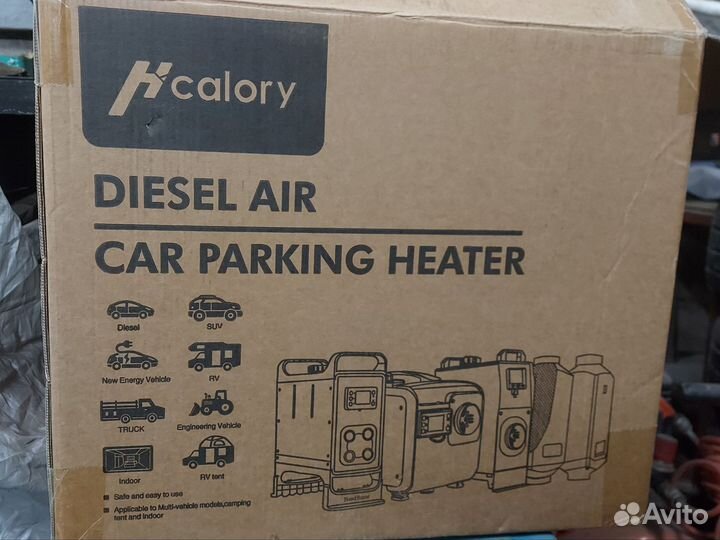 Hcalory
DIESEL AIR
CAR PARKING HEATER
Diesel
SUV
New Energy Vehicle
RV
TRUCK
Engineering Vehicle
Indoor
RV tent
Safe and easy to use
Applicable to Multi-vehicle models,camping
tent and indoor
Avito